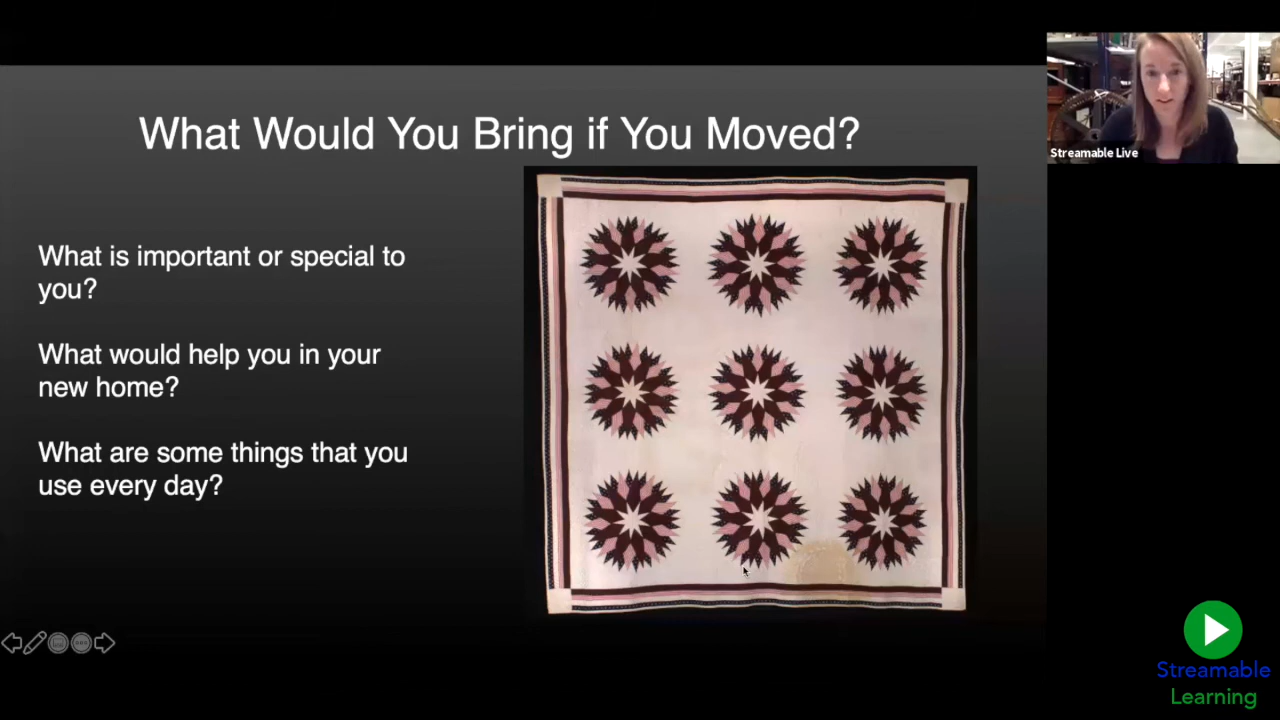 What Would You Bring if You Moved?
What is important or special to
you?
What would help you in your
new home?
What are some things that you
use every day?
Streamable Live
Streamable
Learning